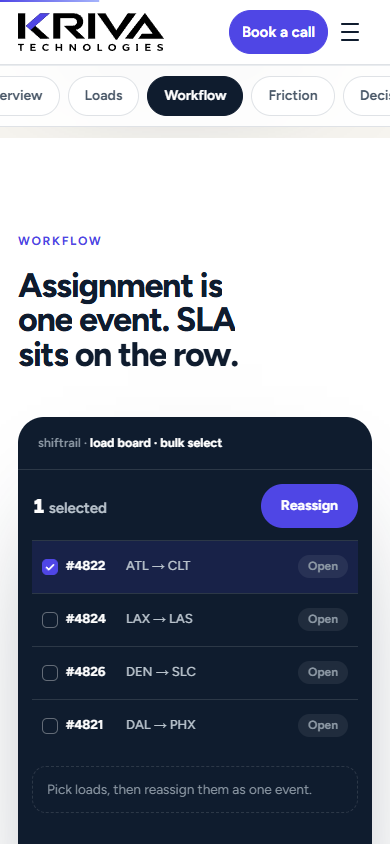 KRIVA
TECHNOLOGIES
Book a call
erview
Loads
Workflow
Friction
Decis
WORKFLOW
Assignment is
one event. SLA
sits on the row.
shiftrail · load board · bulk select
1 selected
Reassign
#4822 ATL → CLT Open
#4824 LAX → LAS Open
#4826 DEN → SLC Open
#4821 DAL → PHX Open
Pick loads, then reassign them as one event.